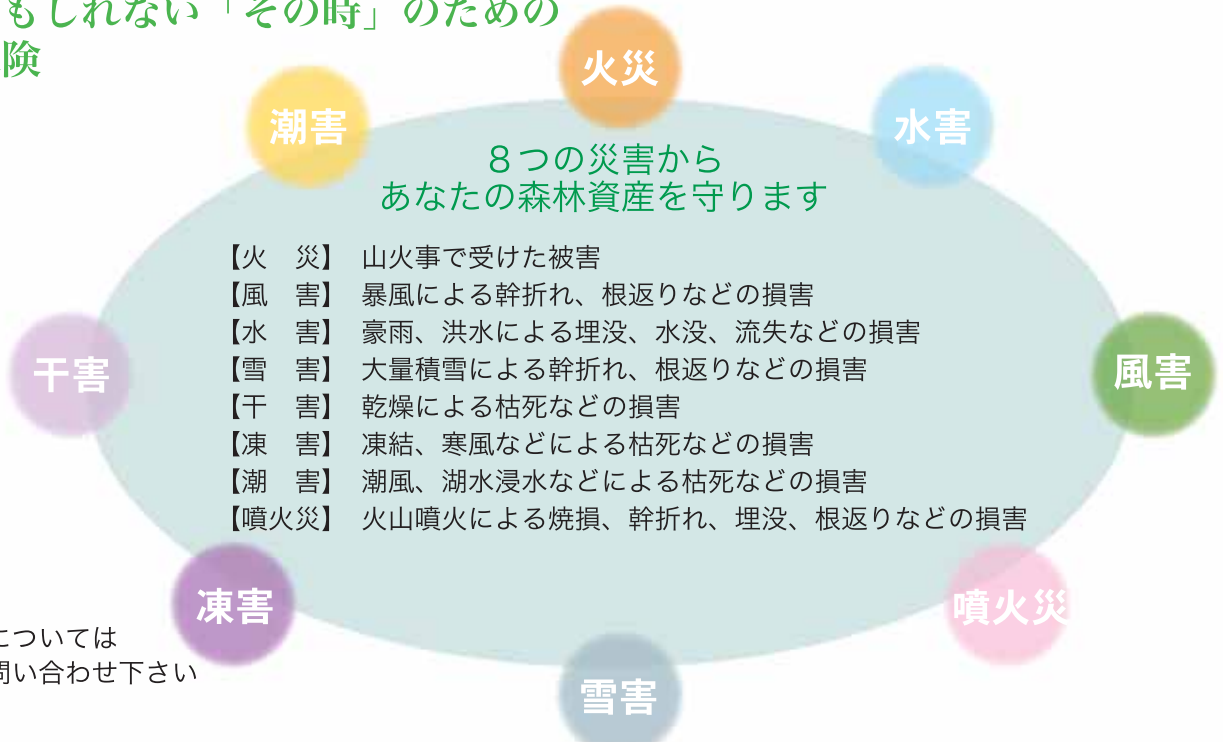 もしれない「その時」のための
険
火災
潮害
水害
8つの災害から
あなたの森林資産を守ります
【火　災】 山火事で受けた被害
【風　害】 暴風による幹折れ、根返りなどの損害
【水　害】 豪雨、洪水による埋没、水没、流失などの損害
【雪　害】 大量積雪による幹折れ、根返りなどの損害
【干　害】 乾燥による枯死などの損害
【凍　害】 凍結、寒風などによる枯死などの損害
【潮　害】 潮風、湖水浸水などによる枯死などの損害
【噴火災】 火山噴火による焼損、幹折れ、埋没、根返りなどの損害
干害
風害
凍害
噴火災
雪害
については
問い合わせ下さい